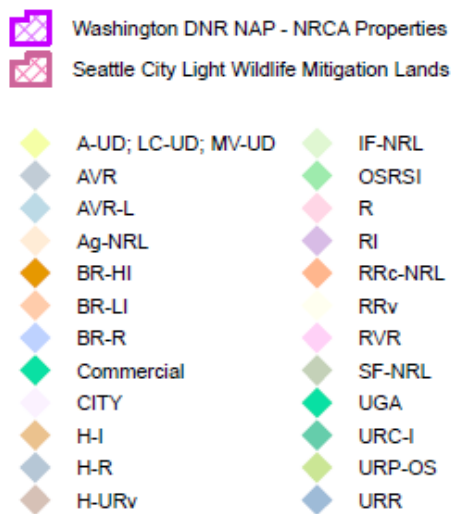 Washington DNR NAP - NRCA Properties
Seattle City Light Wildlife Mitigation Lands
A-UD; LC-UD; MV-UD
AVR
AVR-L
Ag-NRL
BR-HI
BR-LI
BR-R
Commercial
CITY
H-I
H-R
H-URv
IF-NRL
OSRSI
R
RI
RRc-NRL
RRv
RVR
SF-NRL
UGA
URC-I
URP-OS
URR